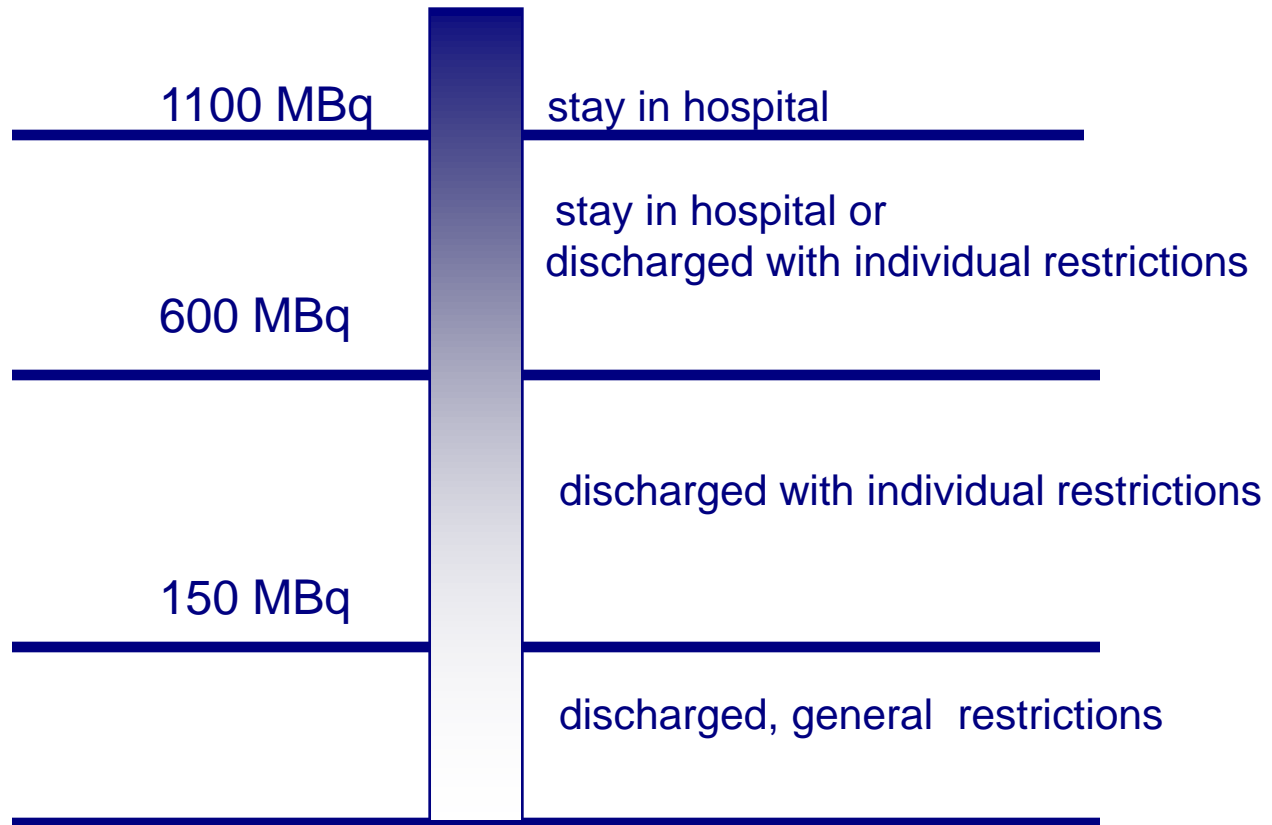 1100 MBq stay in hospital
stay in hospital or
discharged with individual restrictions
600 MBq
discharged with individual restrictions
150 MBq
discharged, general restrictions